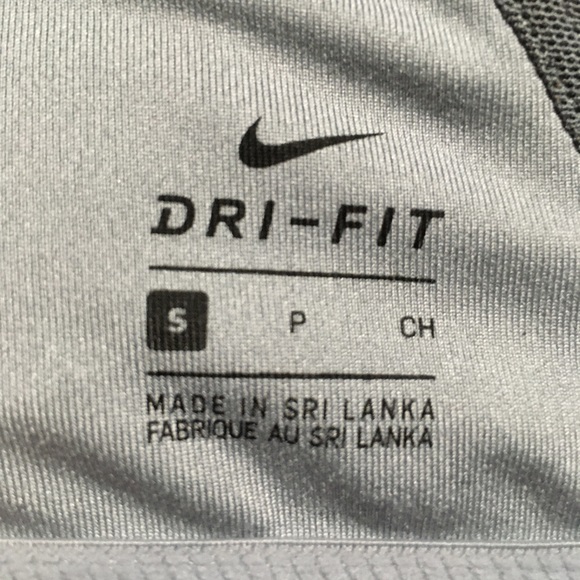 DRI-FIT
S P CH
MADE IN SRI LANKA
FABRIQUE AU SRI LANKA